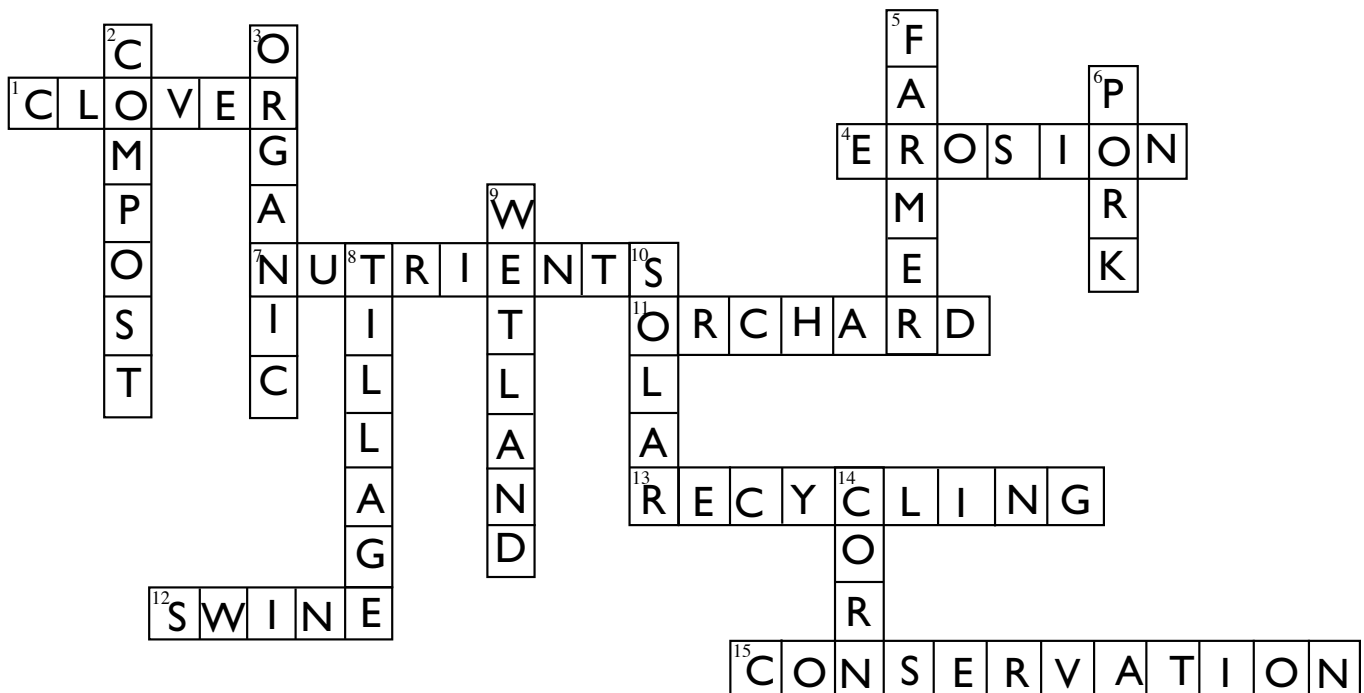 1 CLOVER
2 COMPOST
3 ORGANIC
4 EROSION
5 FARMER
6 PORK
7 NUTRIENTS
8 TILLAGE
9 WETLAND
10 SOLAR
11 ORCHARD
12 SWINE
13 RECYCLING
14 CORN
15 CONSERVATION